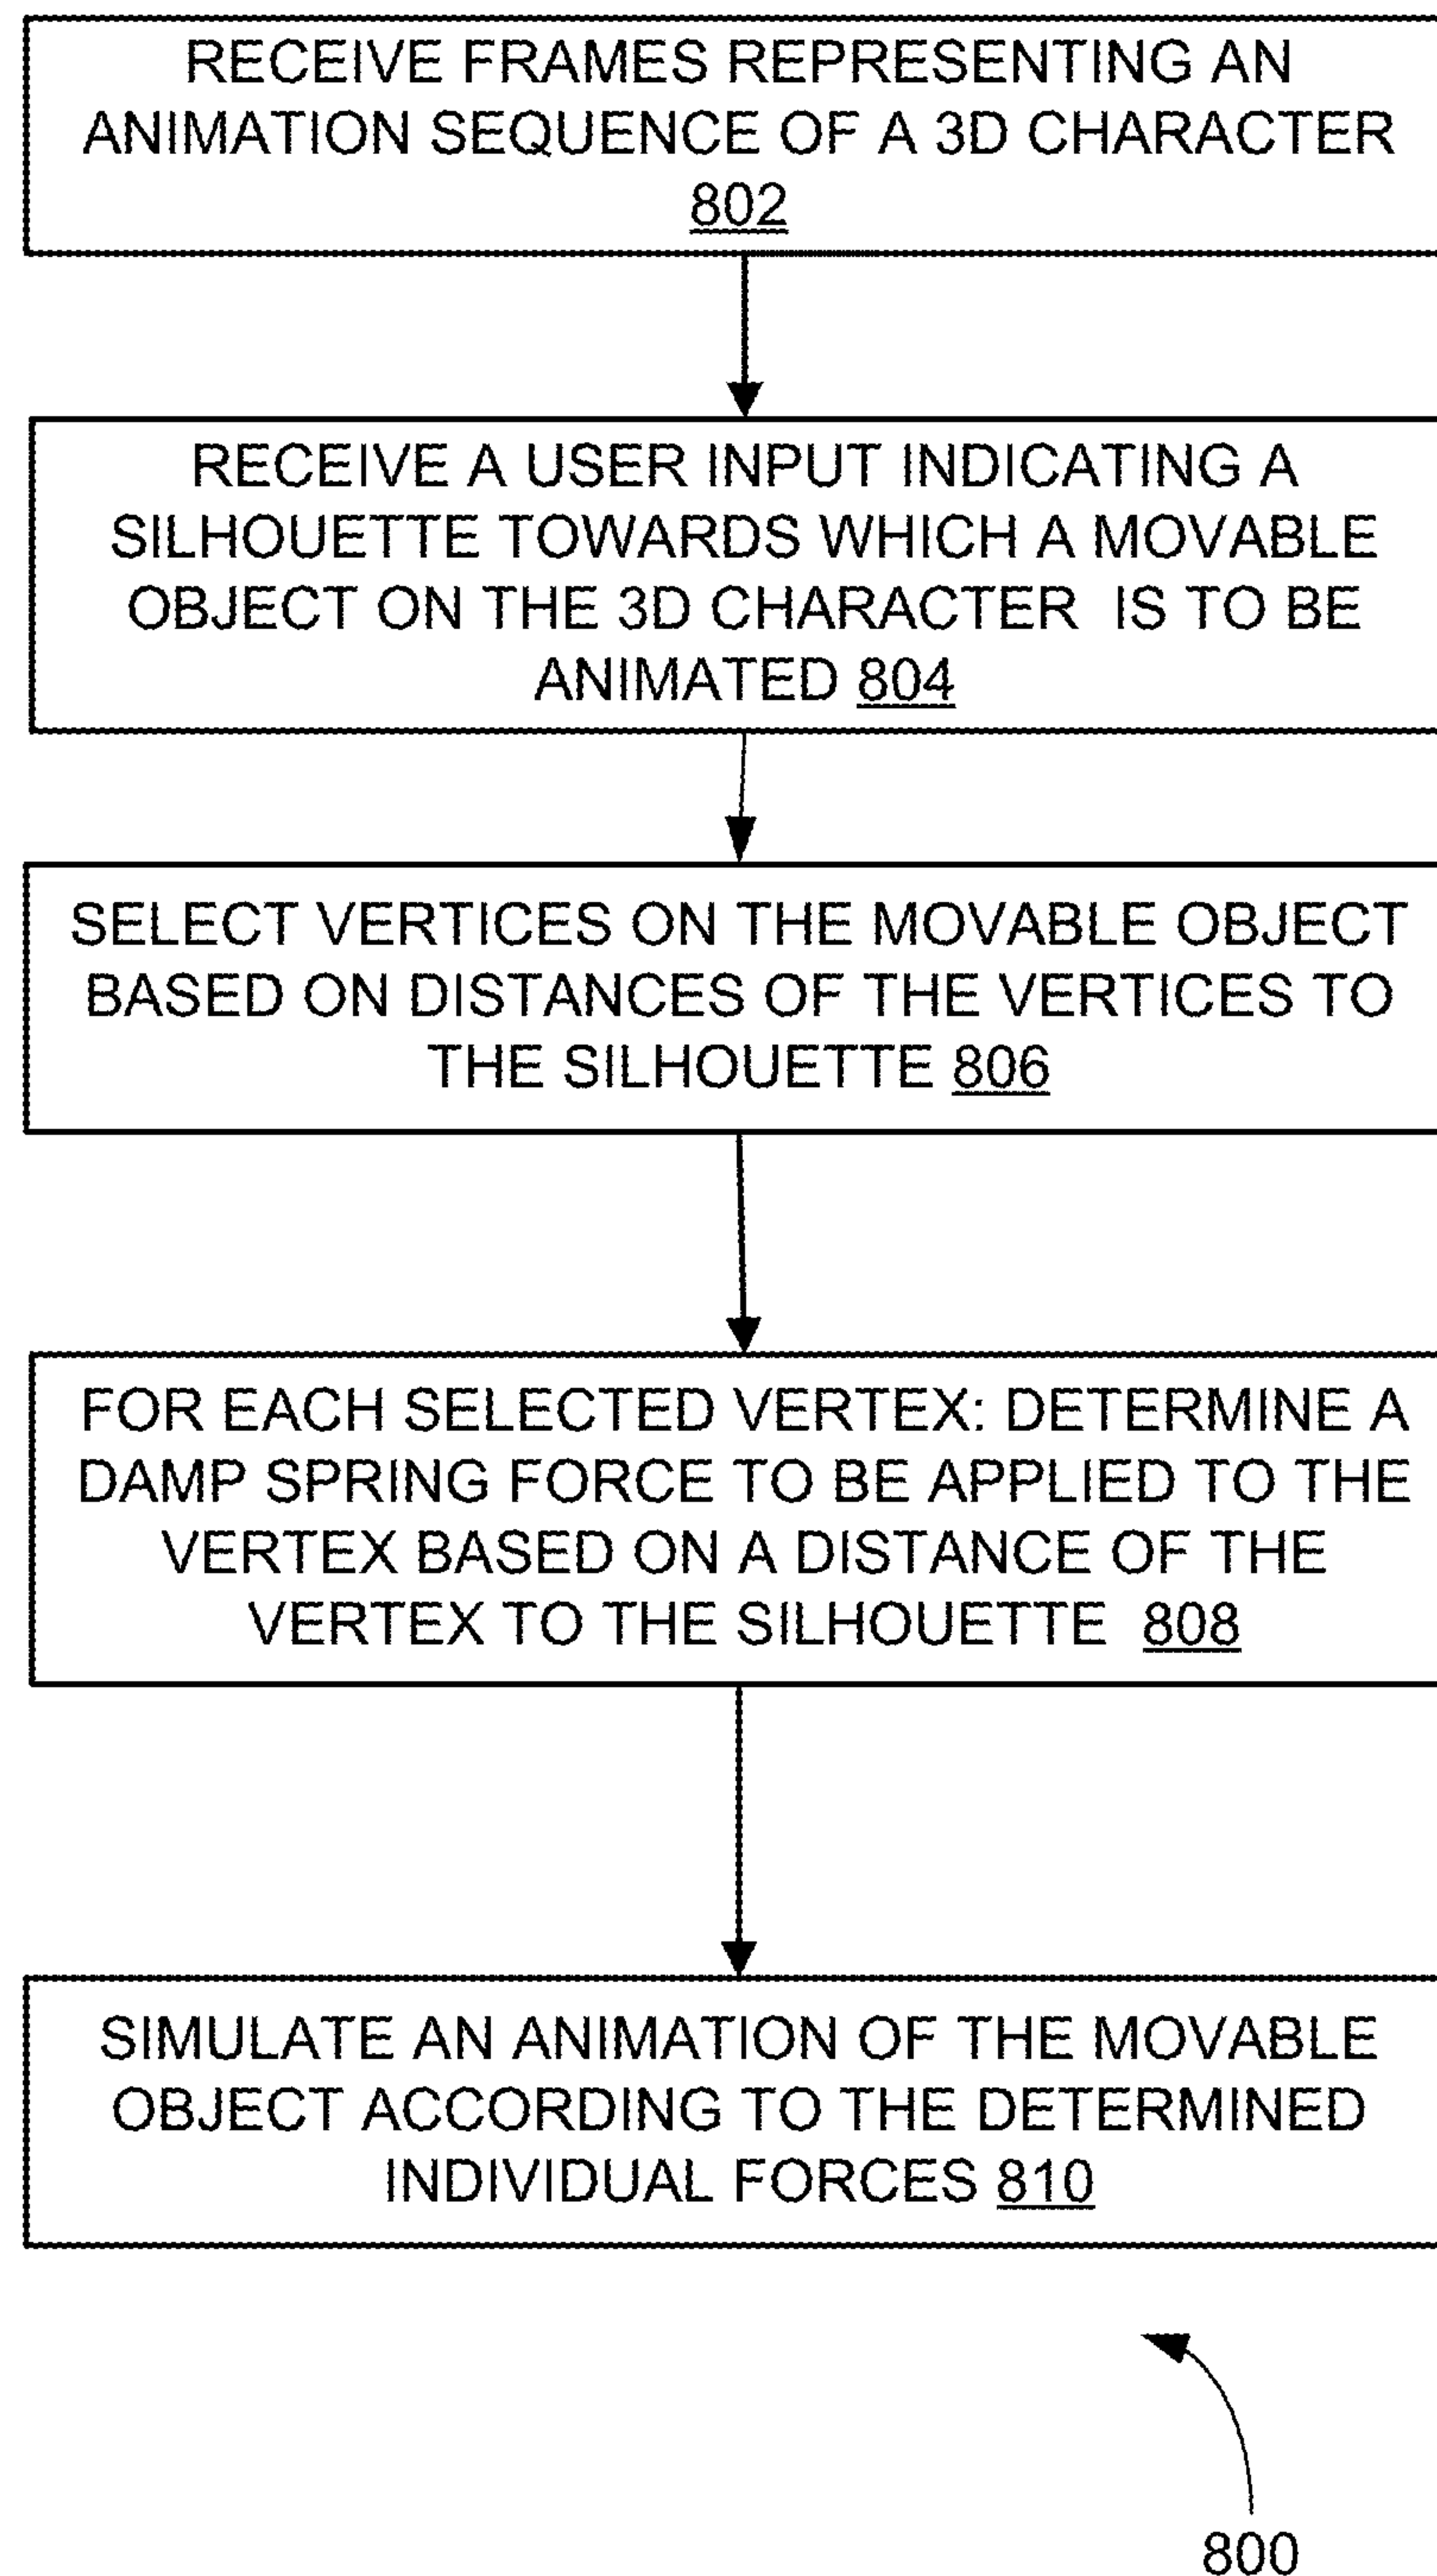 RECEIVE FRAMES REPRESENTING AN
ANIMATION SEQUENCE OF A 3D CHARACTER
802
RECEIVE A USER INPUT INDICATING A
SILHOUETTE TOWARDS WHICH A MOVABLE
OBJECT ON THE 3D CHARACTER IS TO BE
ANIMATED 804
SELECT VERTICES ON THE MOVABLE OBJECT
BASED ON DISTANCES OF THE VERTICES TO
THE SILHOUETTE 806
FOR EACH SELECTED VERTEX: DETERMINE A
DAMP SPRING FORCE TO BE APPLIED TO THE
VERTEX BASED ON A DISTANCE OF THE
VERTEX TO THE SILHOUETTE 808
SIMULATE AN ANIMATION OF THE MOVABLE
OBJECT ACCORDING TO THE DETERMINED
INDIVIDUAL FORCES 810
800